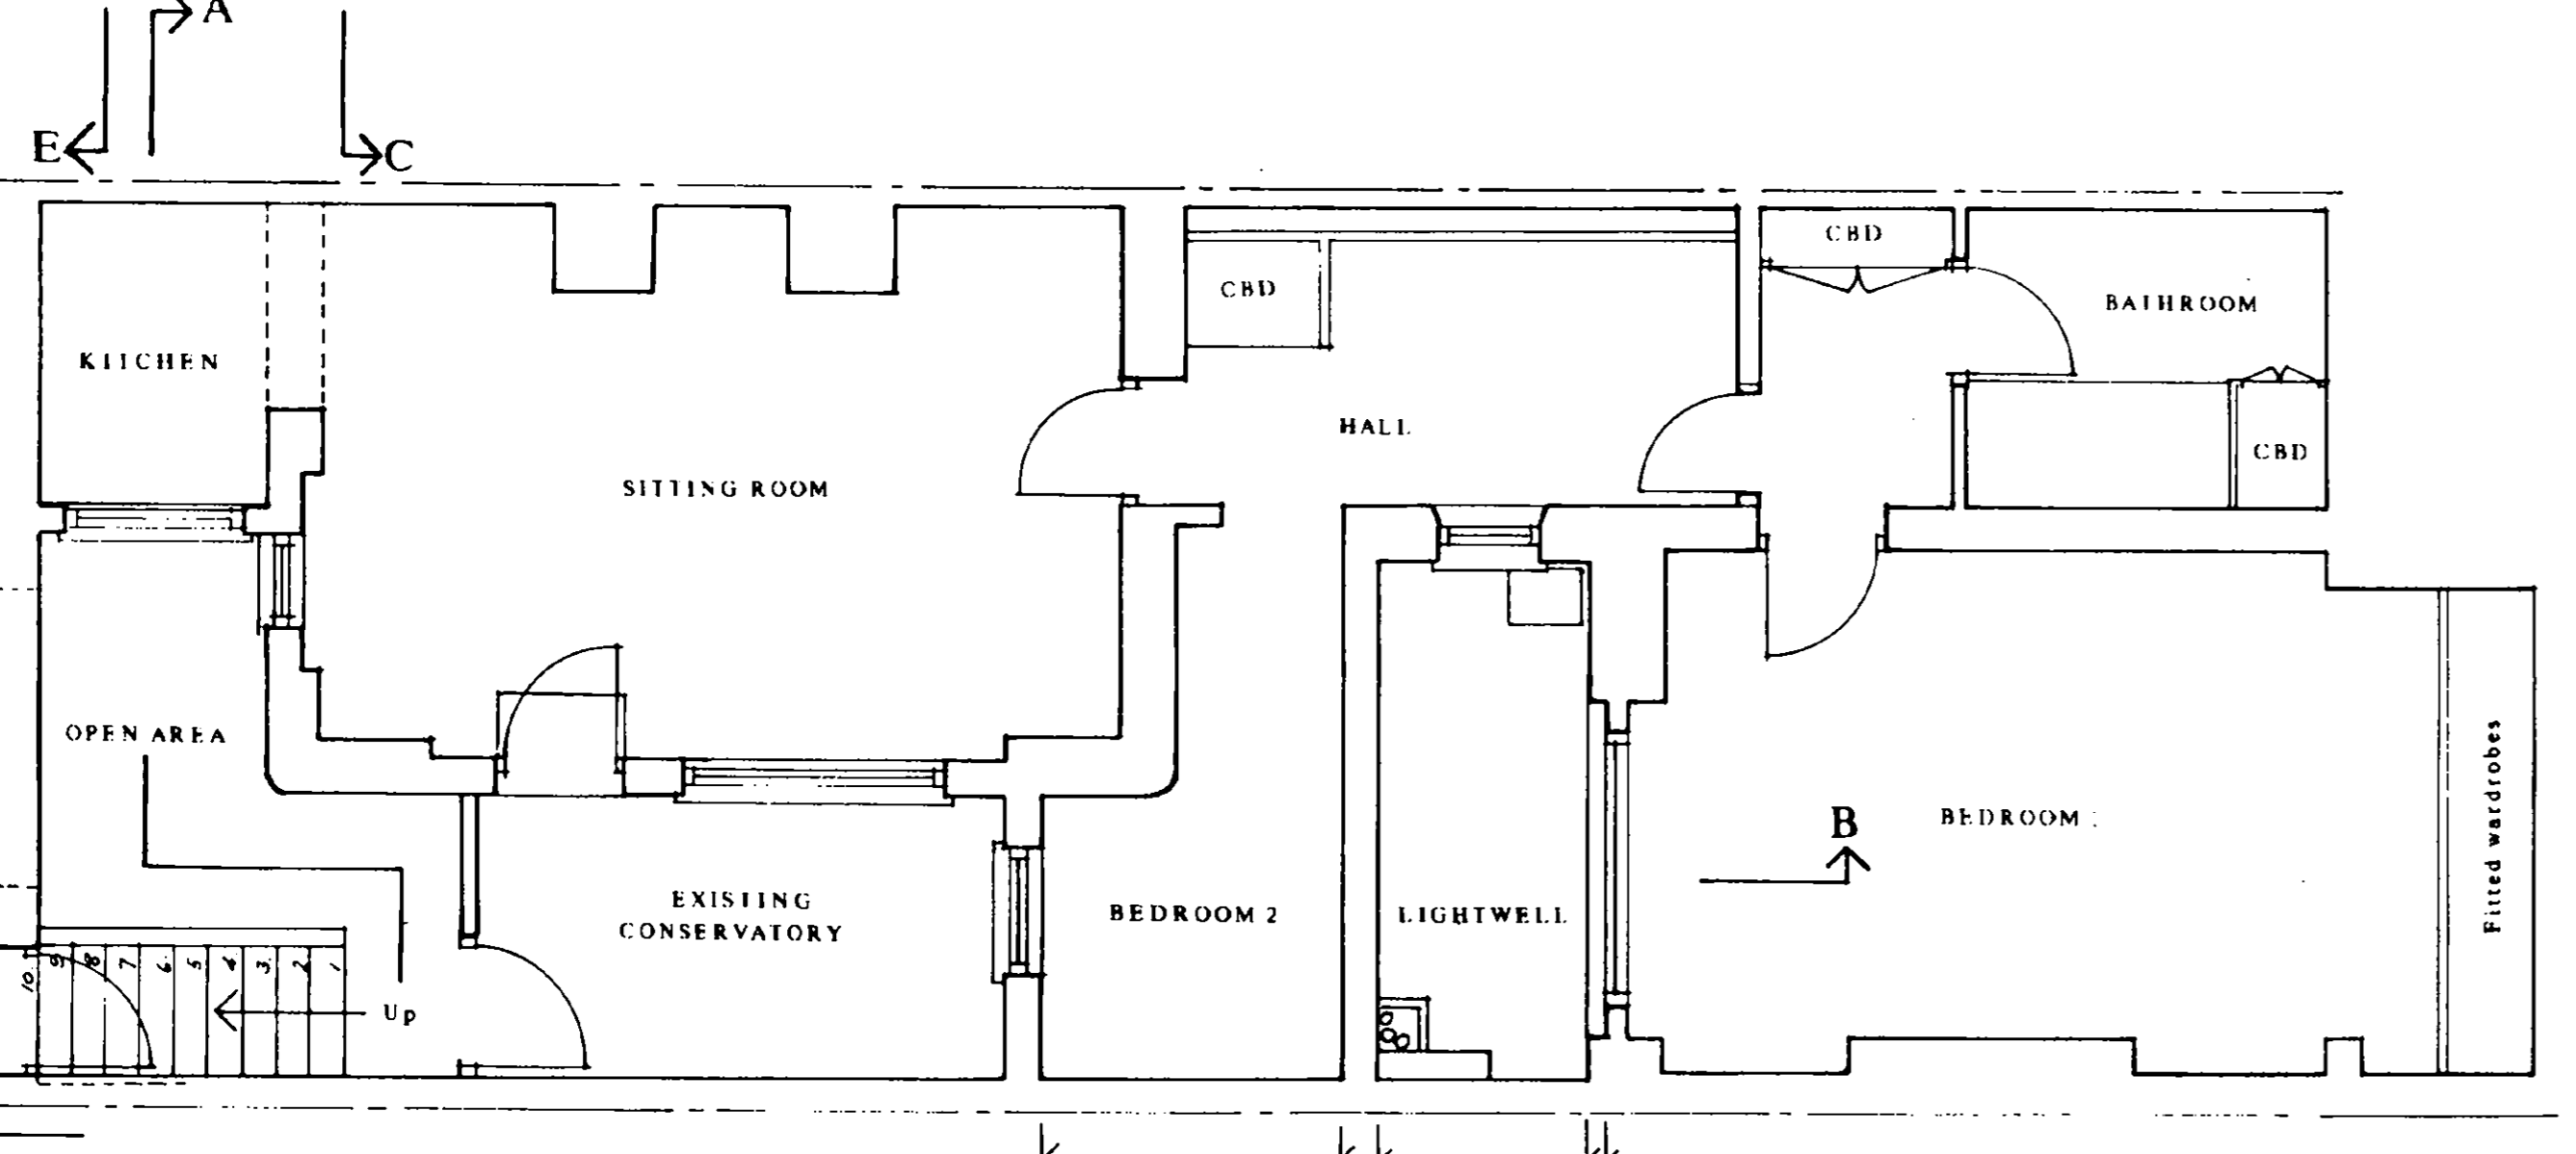 A
E
C
CBD
CBD
BATHROOM
KITCHEN
HALL
CBD
SITTING ROOM
OPEN AREA
B
BEDROOM
Fitted wardrobes
EXISTING
CONSERVATORY
BEDROOM 2
LIGHTWELL
10 9 8 7 6 5 4 3 2 1
Up